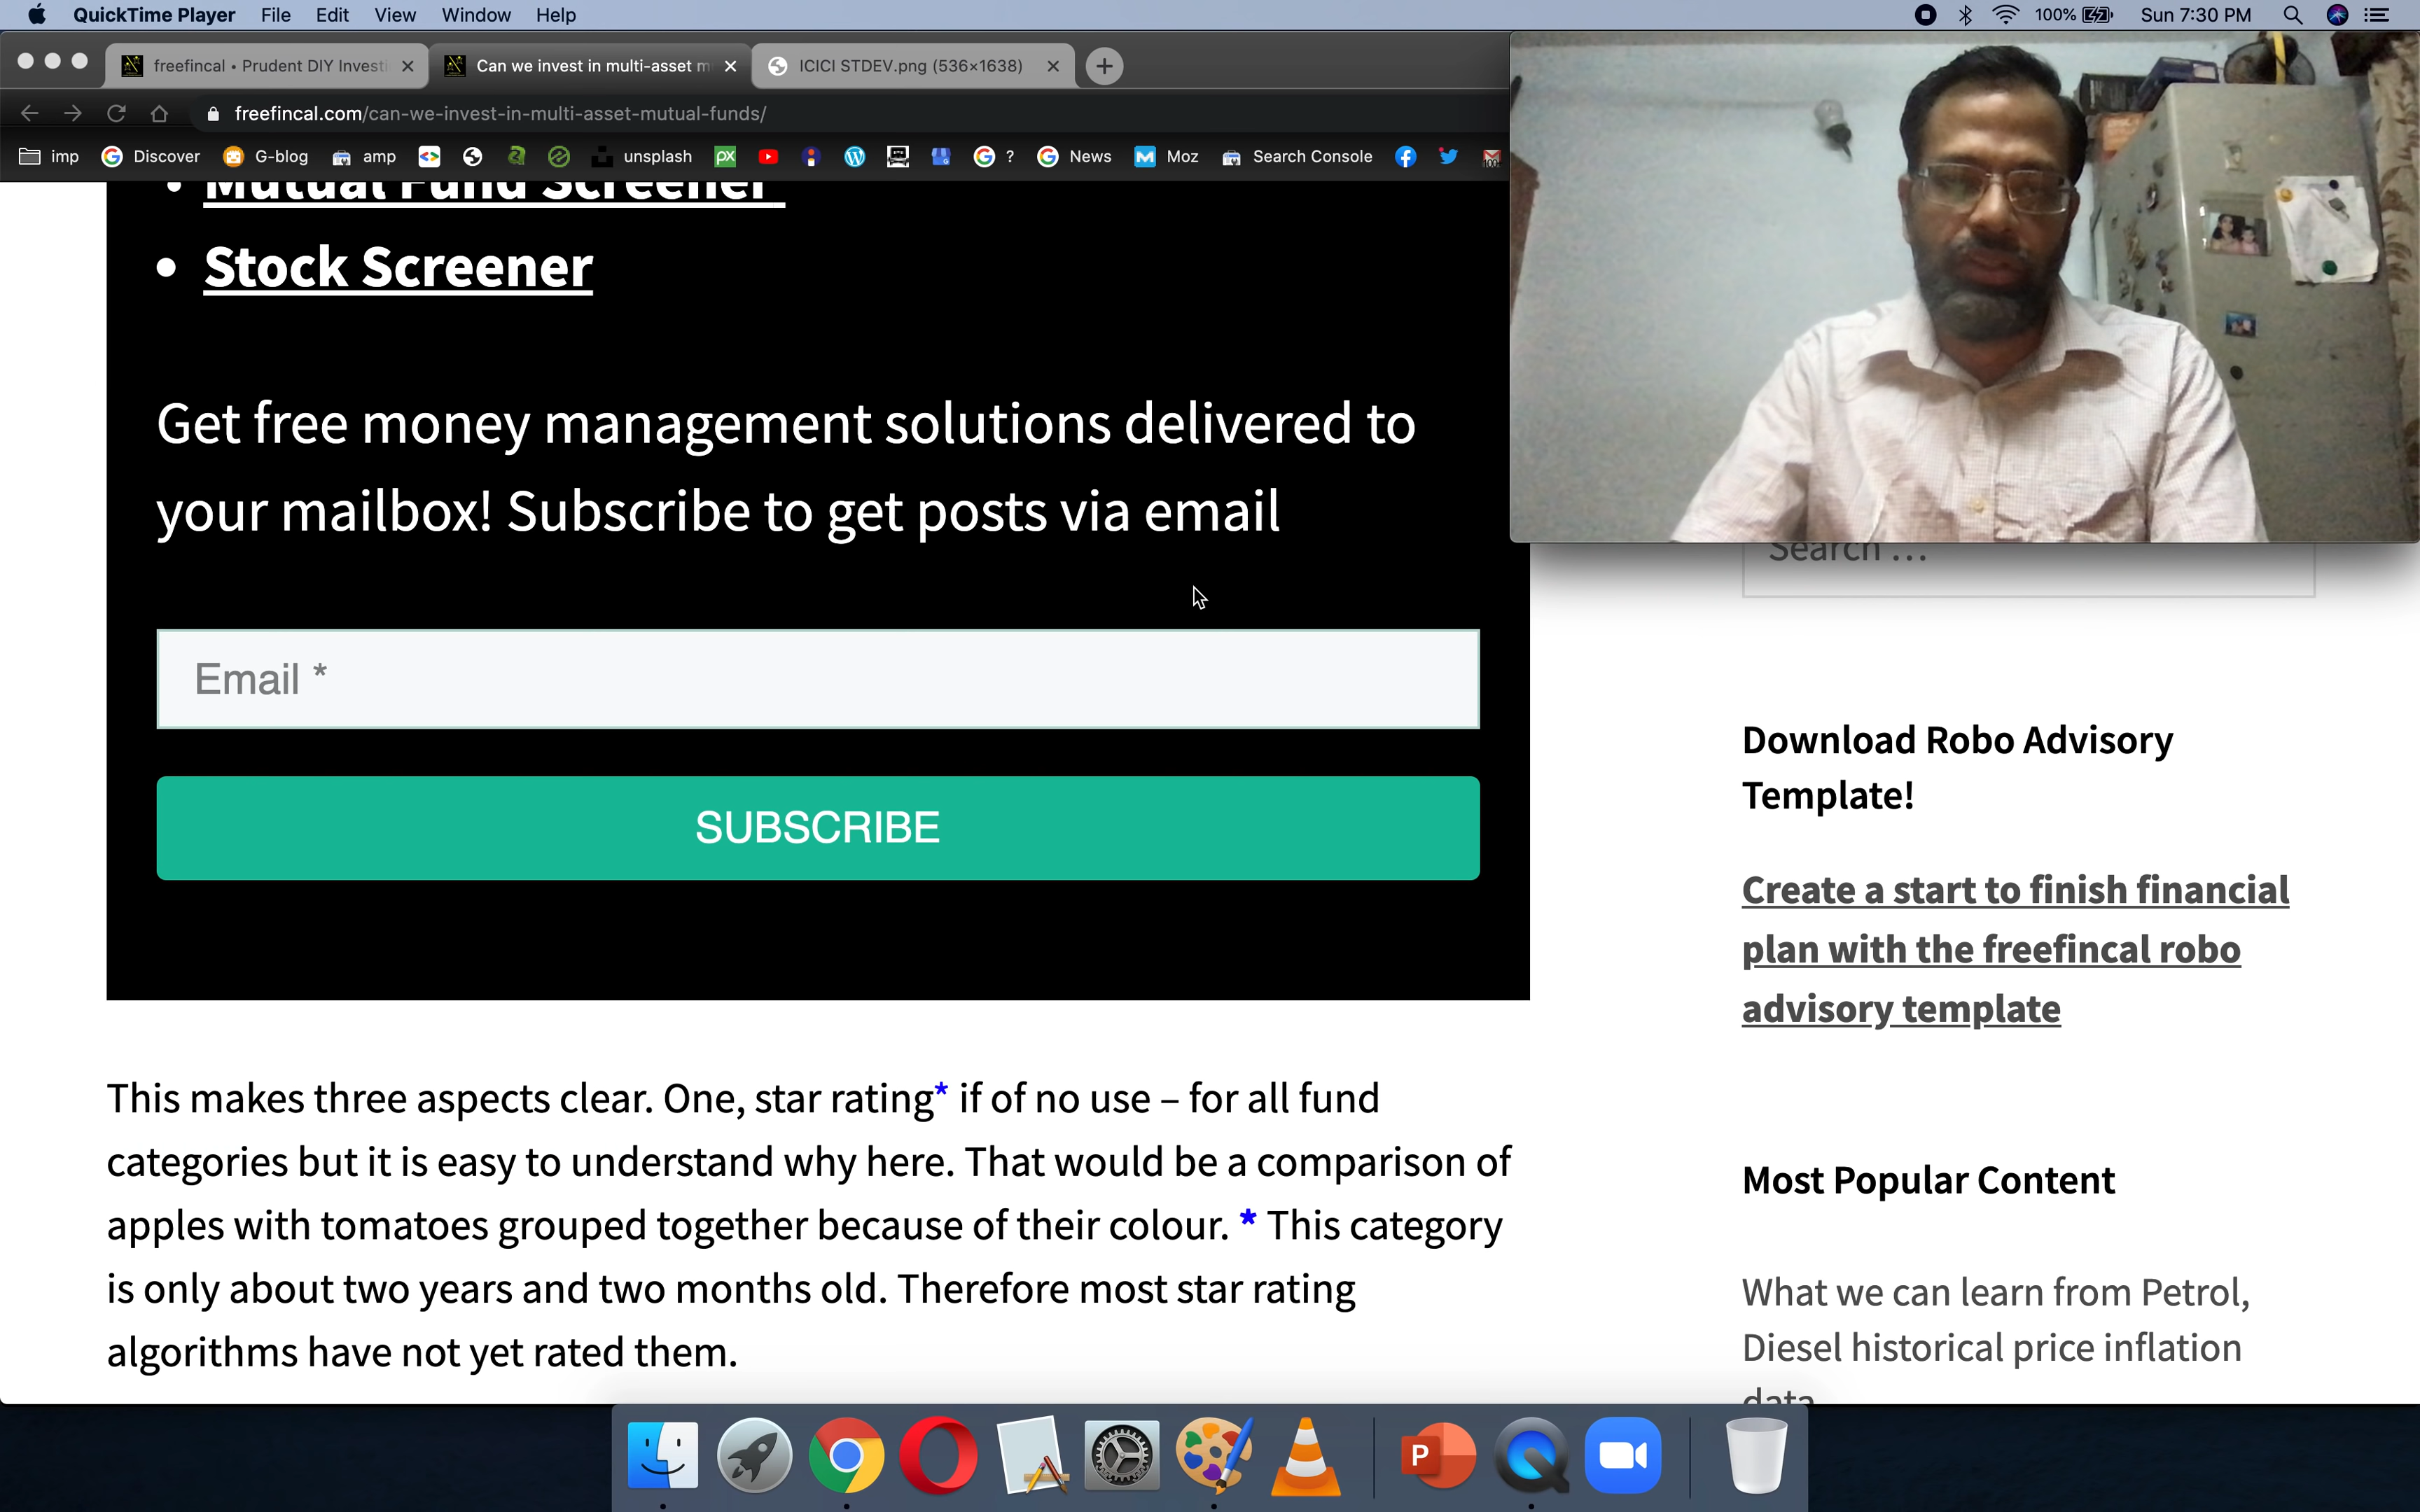 QuickTime Player File Edit View Window Help 100% Sun 7:30 PM
freefincal • Prudent DIY Investi Can we invest in multi-asset m ICICI STDEV.png (536×1638)
freefincal.com/can-we-invest-in-multi-asset-mutual-funds/
imp Discover G-blog amp unsplash px ? News M Moz Search Console
Mutual Fund Screener
• Stock Screener
Get free money management solutions delivered to
your mailbox! Subscribe to get posts via email
Email *
SUBSCRIBE
This makes three aspects clear. One, star rating* if of no use – for all fund
categories but it is easy to understand why here. That would be a comparison of
apples with tomatoes grouped together because of their colour. * This category
is only about two years and two months old. Therefore most star rating
algorithms have not yet rated them.
Search …
Download Robo Advisory
Template!
Create a start to finish financial
plan with the freefincal robo
advisory template
Most Popular Content
What we can learn from Petrol,
Diesel historical price inflation
data
P